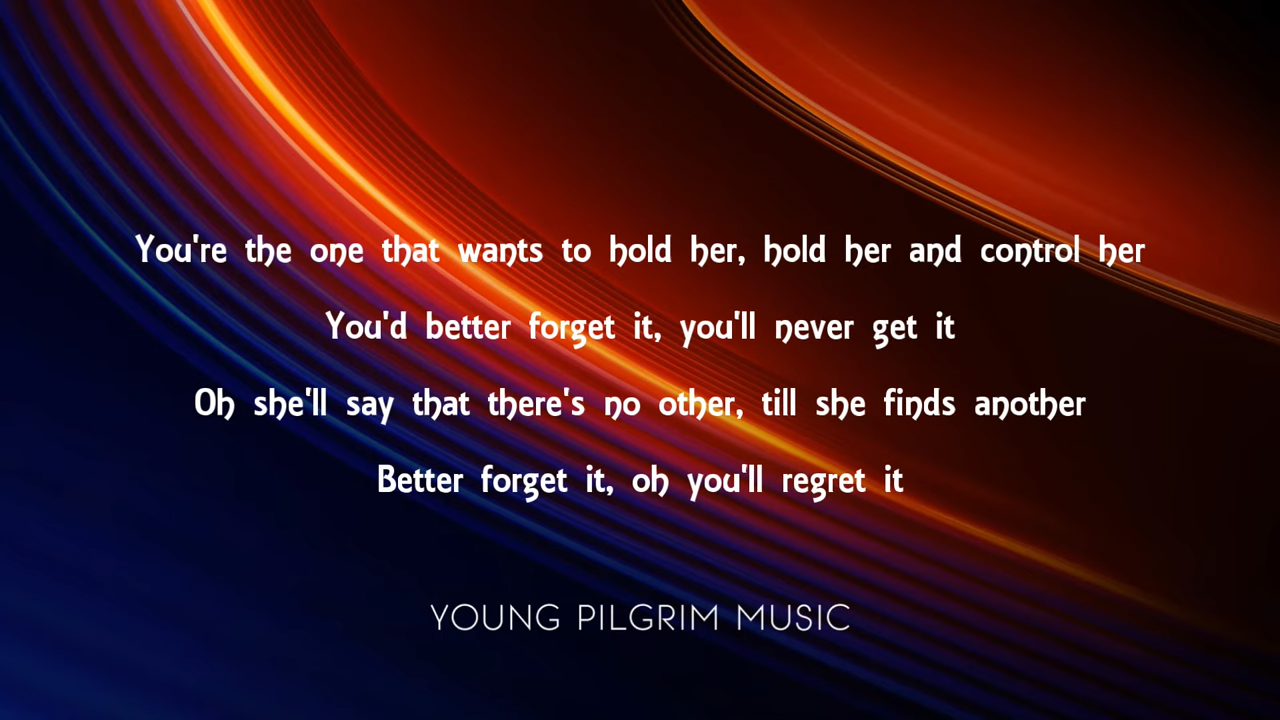 You're the one that wants to hold her, hold her and control her
You'd better forget it, you'll never get it
Oh she'll say that there's no other, till she finds another
Better forget it, oh you'll regret it
YOUNG PILGRIM MUSIC